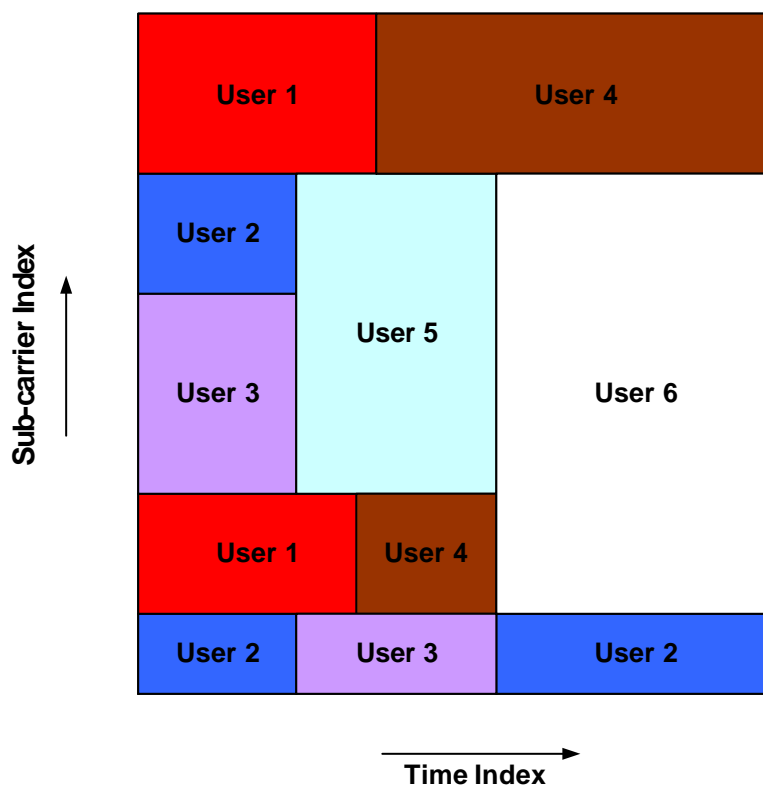 User 1
User 4
User 2
User 5
User 3
User 6
User 1
User 4
User 2
User 3
User 2
Sub-carrier Index
Time Index